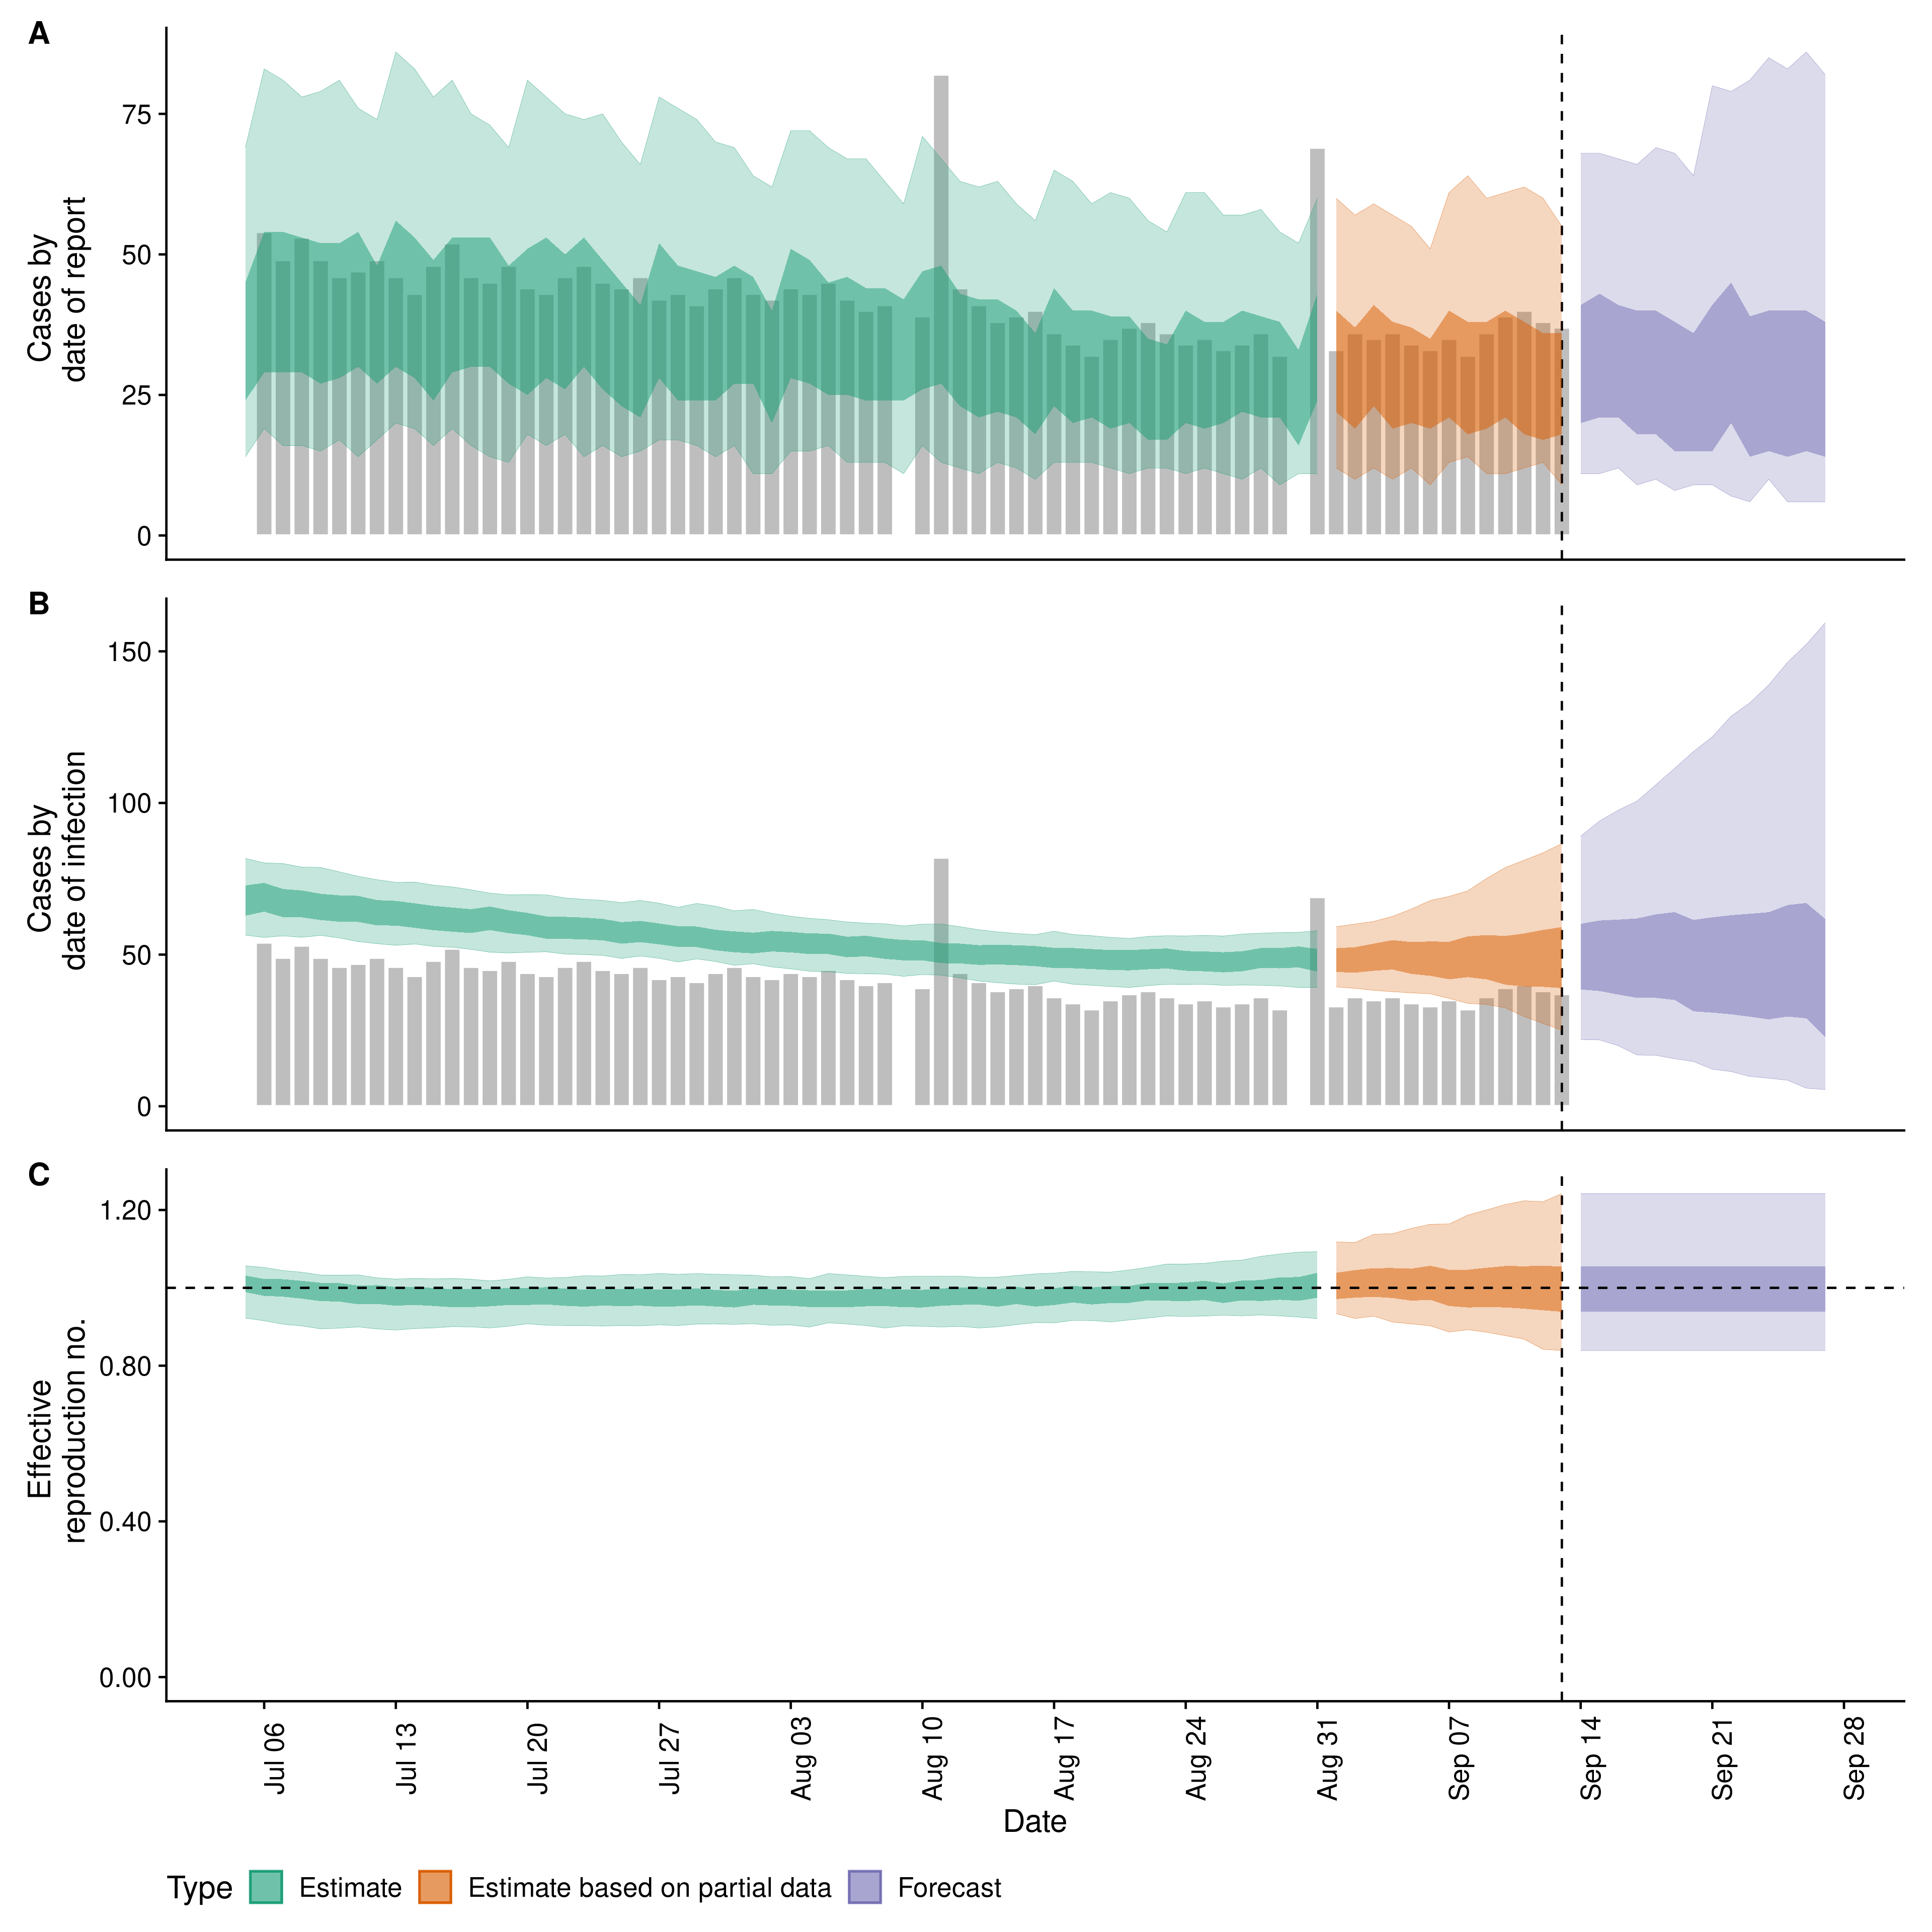 A
Cases by
date of report
75
50
25
0
B
Cases by
date of infection
150
100
50
0
C
Effective
reproduction no.
1.20
0.80
0.40
0.00
Jul 06
Jul 13
Jul 20
Jul 27
Aug 03
Aug 10
Aug 17
Aug 24
Aug 31
Sep 07
Sep 14
Sep 21
Sep 28
Date
Type Estimate Estimate based on partial data Forecast